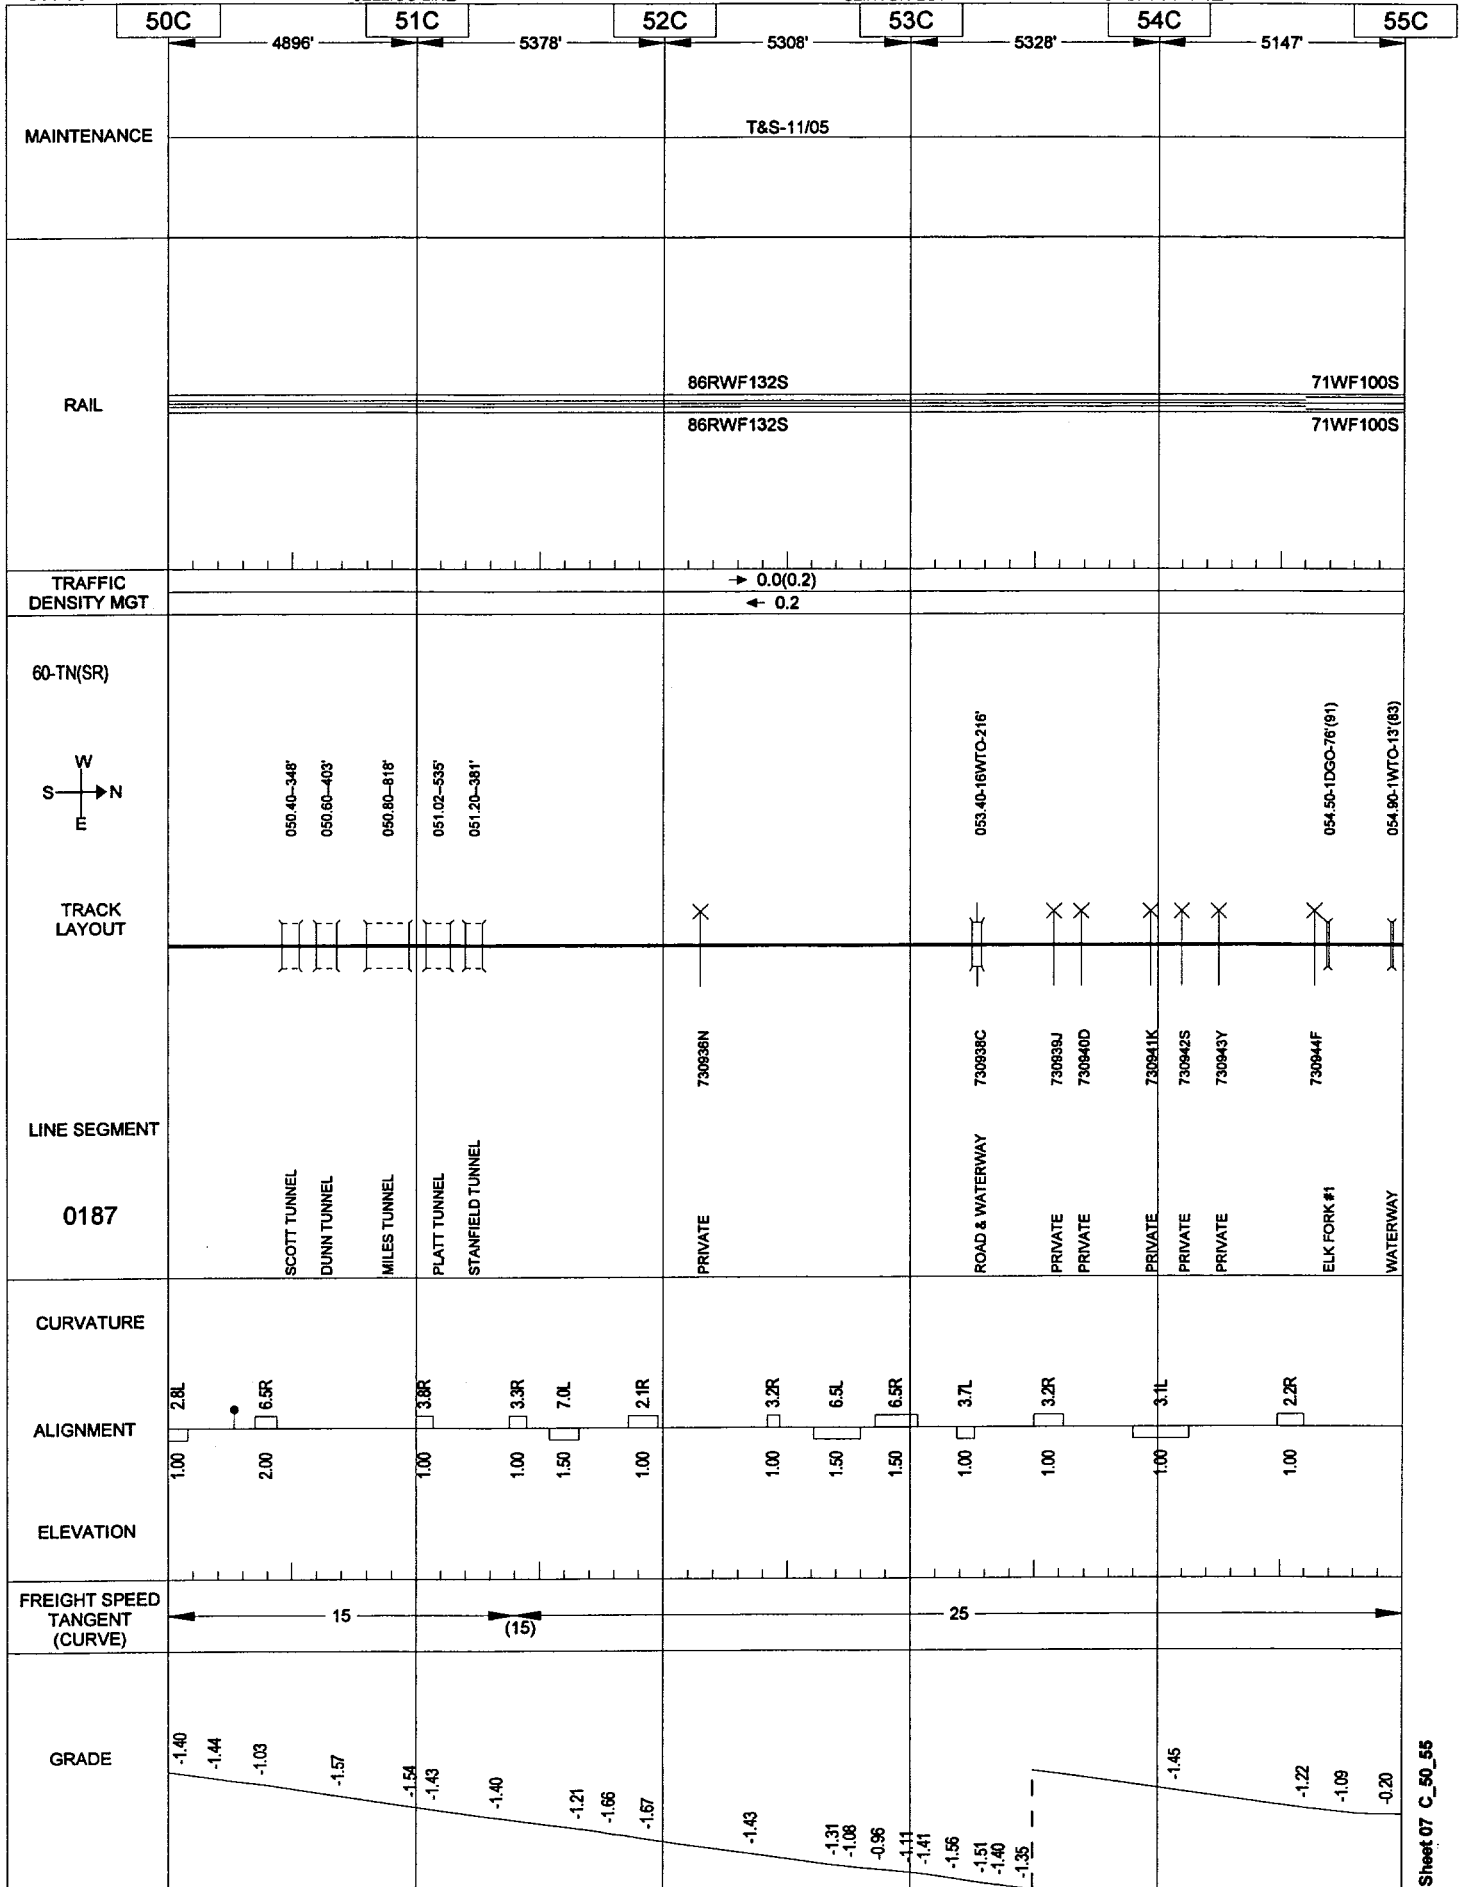 50C 51C 52C 53C 54C 55C
4896' 5378' 5308' 5328' 5147'
MAINTENANCE
T&S-11/05
RAIL
86RWF132S 71WF100S
86RWF132S 71WF100S
TRAFFIC
DENSITY MGT
→ 0.0(0.2)
← 0.2
60-TN(SR)
W
S N
E
050.40--348'
050.60--403'
050.80--818'
051.02--535'
051.20--381'
053.40-16WTO-216'
054.50-1DGO-76'(91)
054.90-1WTO-13'(83)
TRACK
LAYOUT
730936N
730938C
730939J
730940D
730941K
730942S
730943Y
730944F
LINE SEGMENT
0187
SCOTT TUNNEL
DUNN TUNNEL
MILES TUNNEL
PLATT TUNNEL
STANFIELD TUNNEL
PRIVATE
ROAD & WATERWAY
PRIVATE
PRIVATE
PRIVATE
PRIVATE
PRIVATE
ELK FORK #1
WATERWAY
CURVATURE
2.8L 6.5R 3.8R 3.3R 7.0L 2.1R 3.2R 6.5L 6.5R 3.7L 3.2R 3.1L 2.2R
ALIGNMENT
1.00 2.00 1.00 1.00 1.50 1.00 1.00 1.50 1.50 1.00 1.00 1.00 1.00
ELEVATION
FREIGHT SPEED
TANGENT
(CURVE)
15 (15) 25
GRADE
-1.40 -1.44 -1.03 -1.57 -1.54 -1.43 -1.40 -1.21 -1.66 -1.67 -1.43 -1.31 -1.08 -0.96 -1.11 -1.41 -1.56 -1.51 -1.40 -1.35 -1.45 -1.22 -1.09 -0.20
Sheet 07 C_50_55